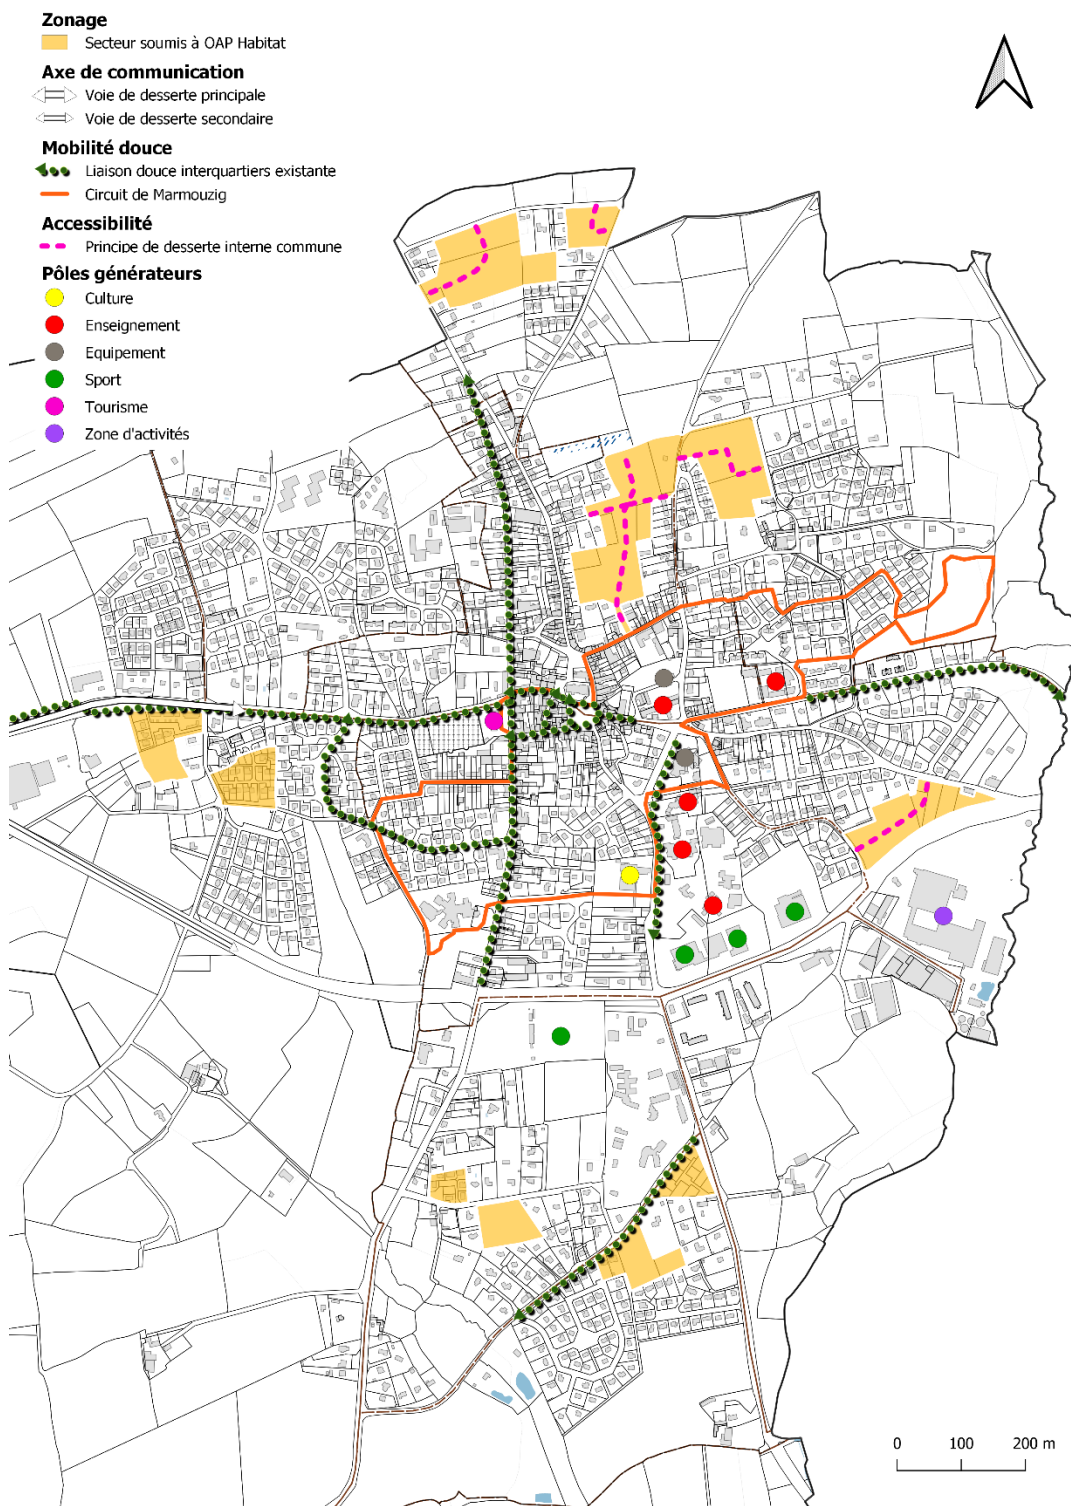 Zonage
Secteur soumis à OAP Habitat
Axe de communication
Voie de desserte principale
Voie de desserte secondaire
Mobilité douce
Liaison douce interquartiers existante
Circuit de Marmouzig
Accessibilité
Principe de desserte interne commune
Pôles générateurs
Culture
Enseignement
Equipement
Sport
Tourisme
Zone d'activités
0 100 200 m